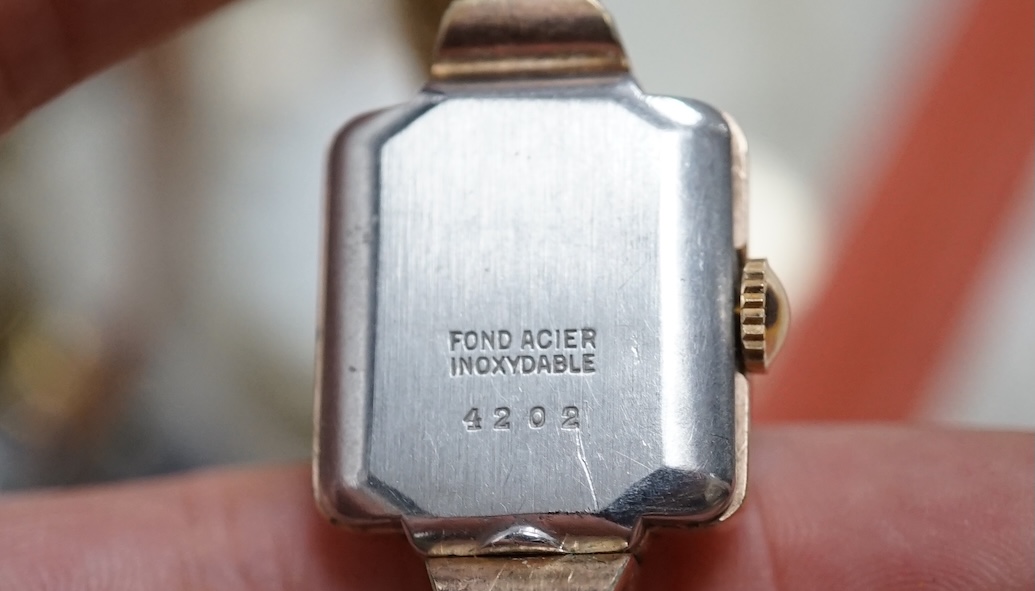 FOND ACIER
INOXYDABLE
4202